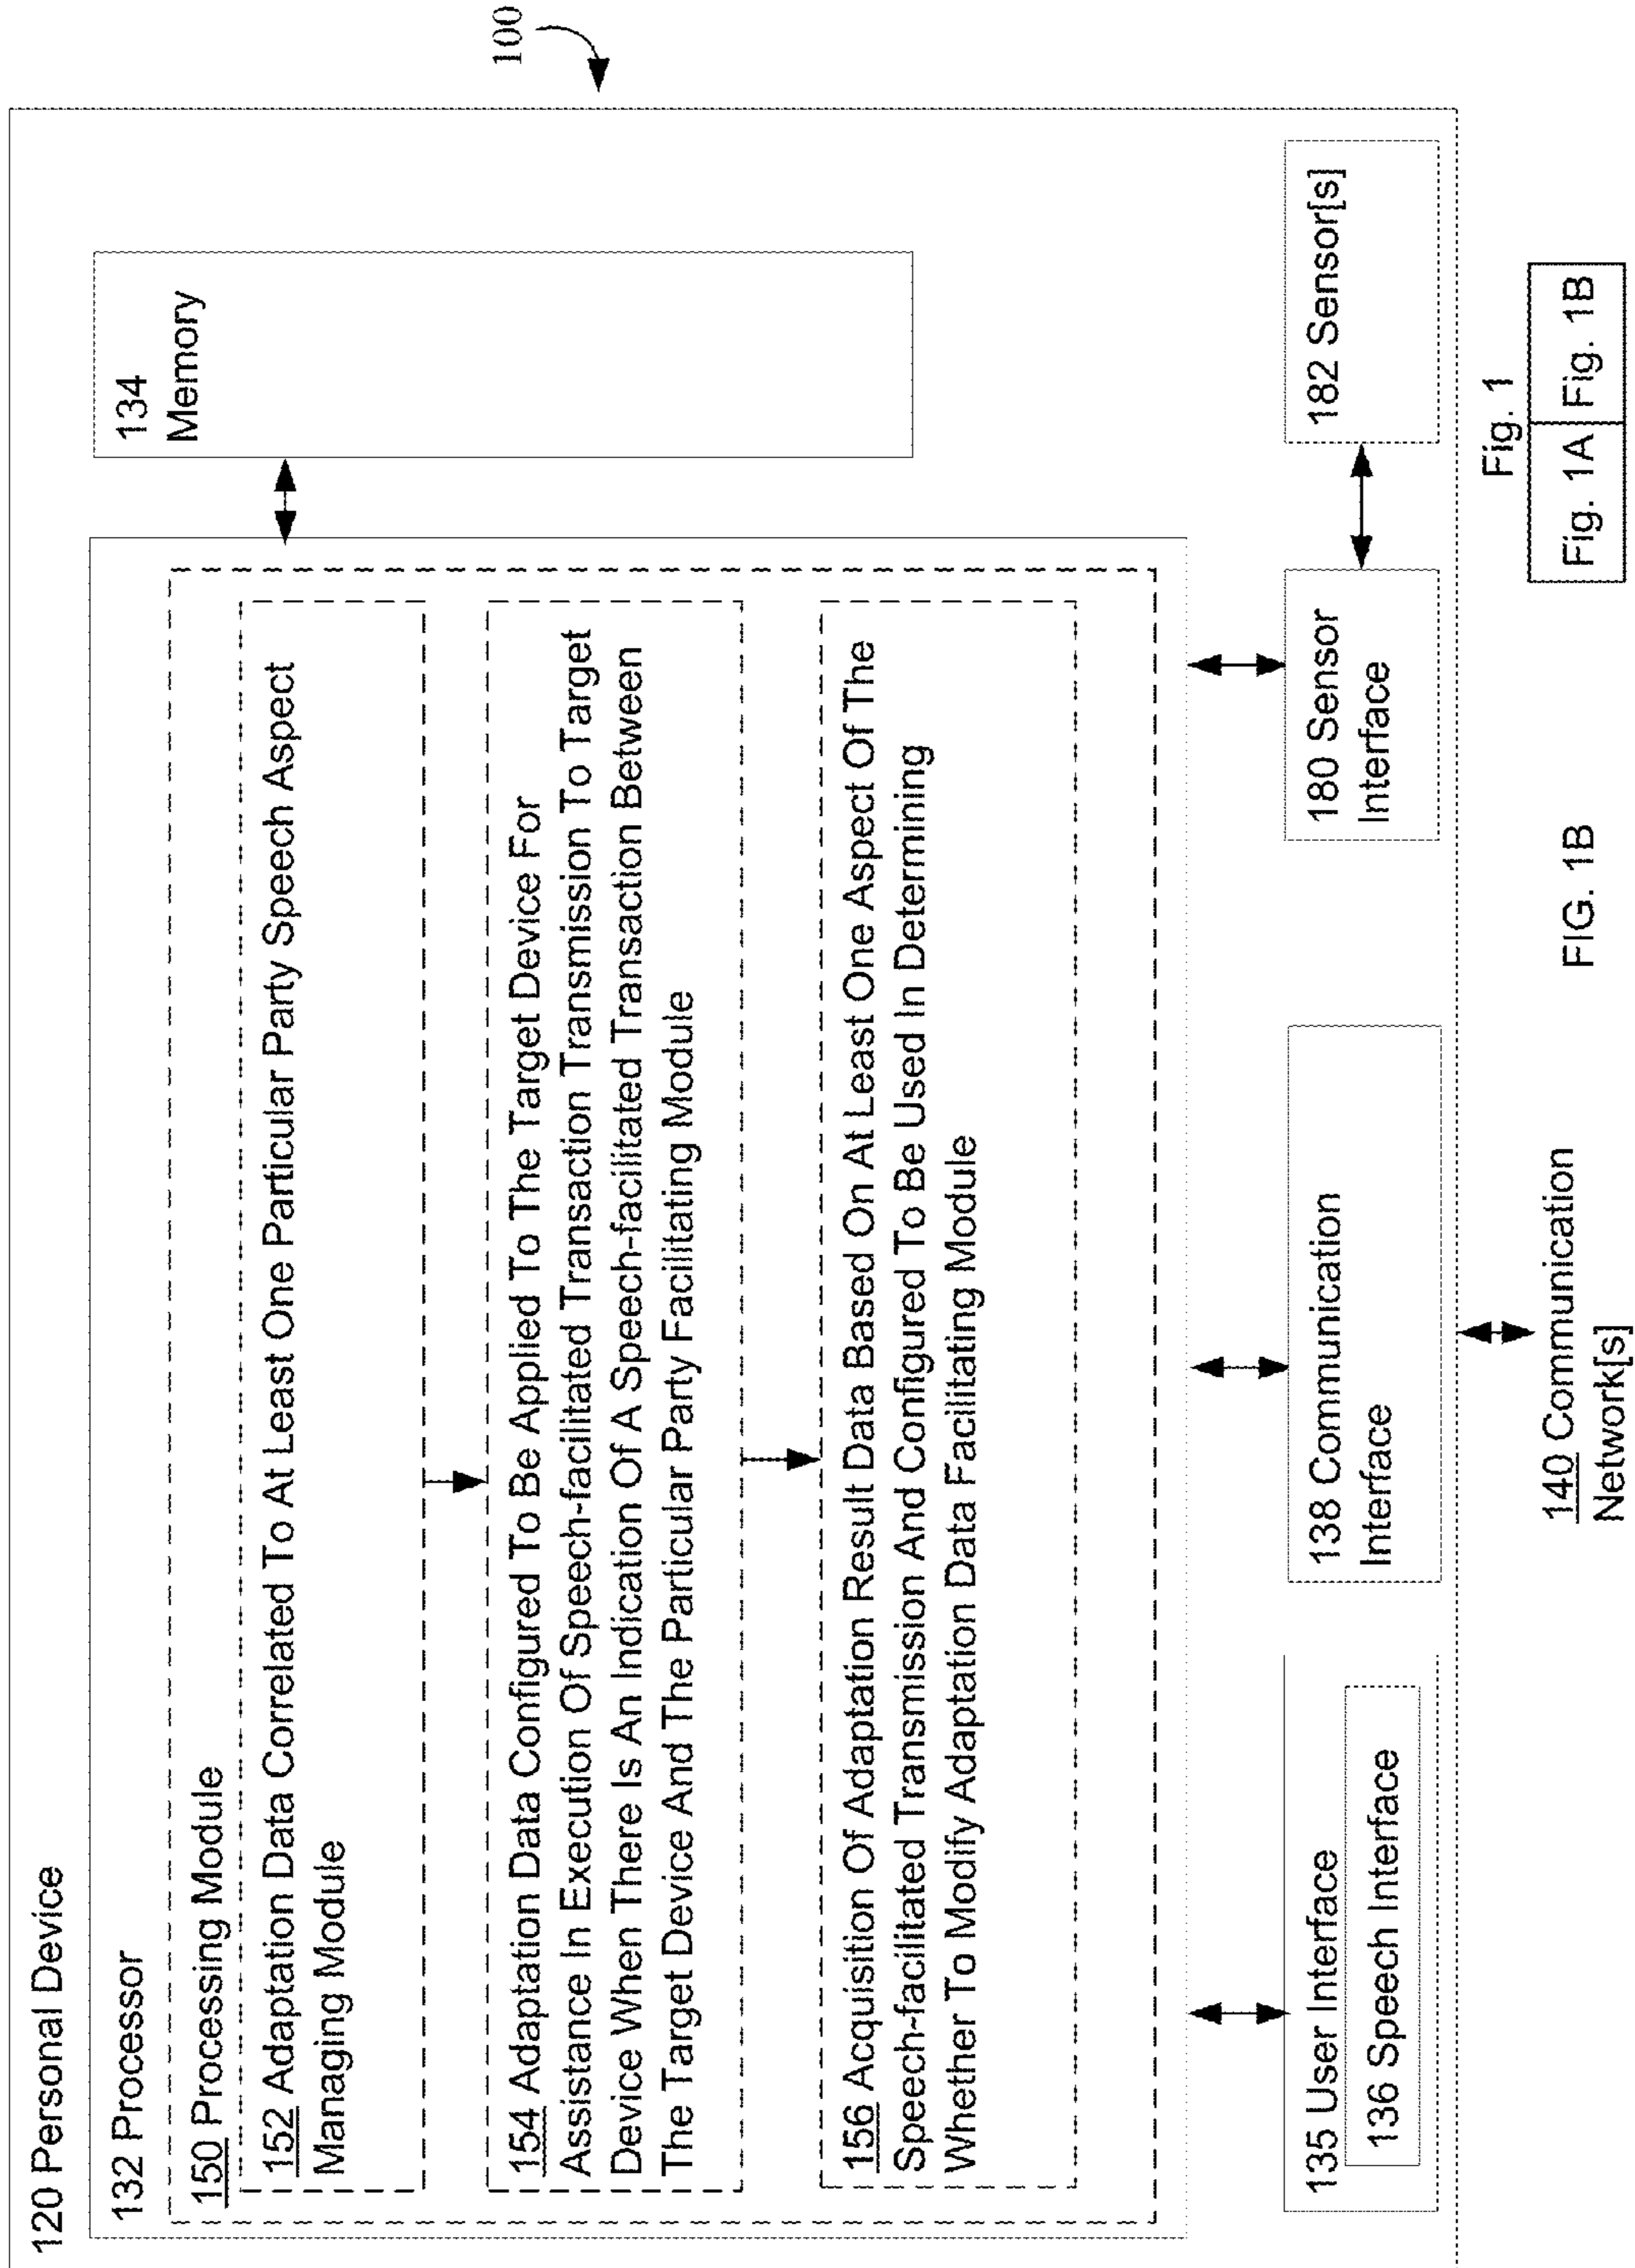 120 Personal Device
100
132 Processor
134
Memory
150 Processing Module
152 Adaptation Data Correlated To At Least One Particular Party Speech Aspect
Managing Module
154 Adaptation Data Configured To Be Applied To The Target Device For
Assistance In Execution Of Speech-facilitated Transaction Transmission To Target
Device When There Is An Indication Of A Speech-facilitated Transaction Between
The Target Device And The Particular Party Facilitating Module
156 Acquisition Of Adaptation Result Data Based On At Least One Aspect Of The
Speech-facilitated Transmission And Configured To Be Used In Determining
Whether To Modify Adaptation Data Facilitating Module
135 User Interface
136 Speech Interface
138 Communication
Interface
180 Sensor
Interface
182 Sensor[s]
140 Communication
Network[s]
FIG. 1B
Fig. 1
Fig. 1A Fig. 1B